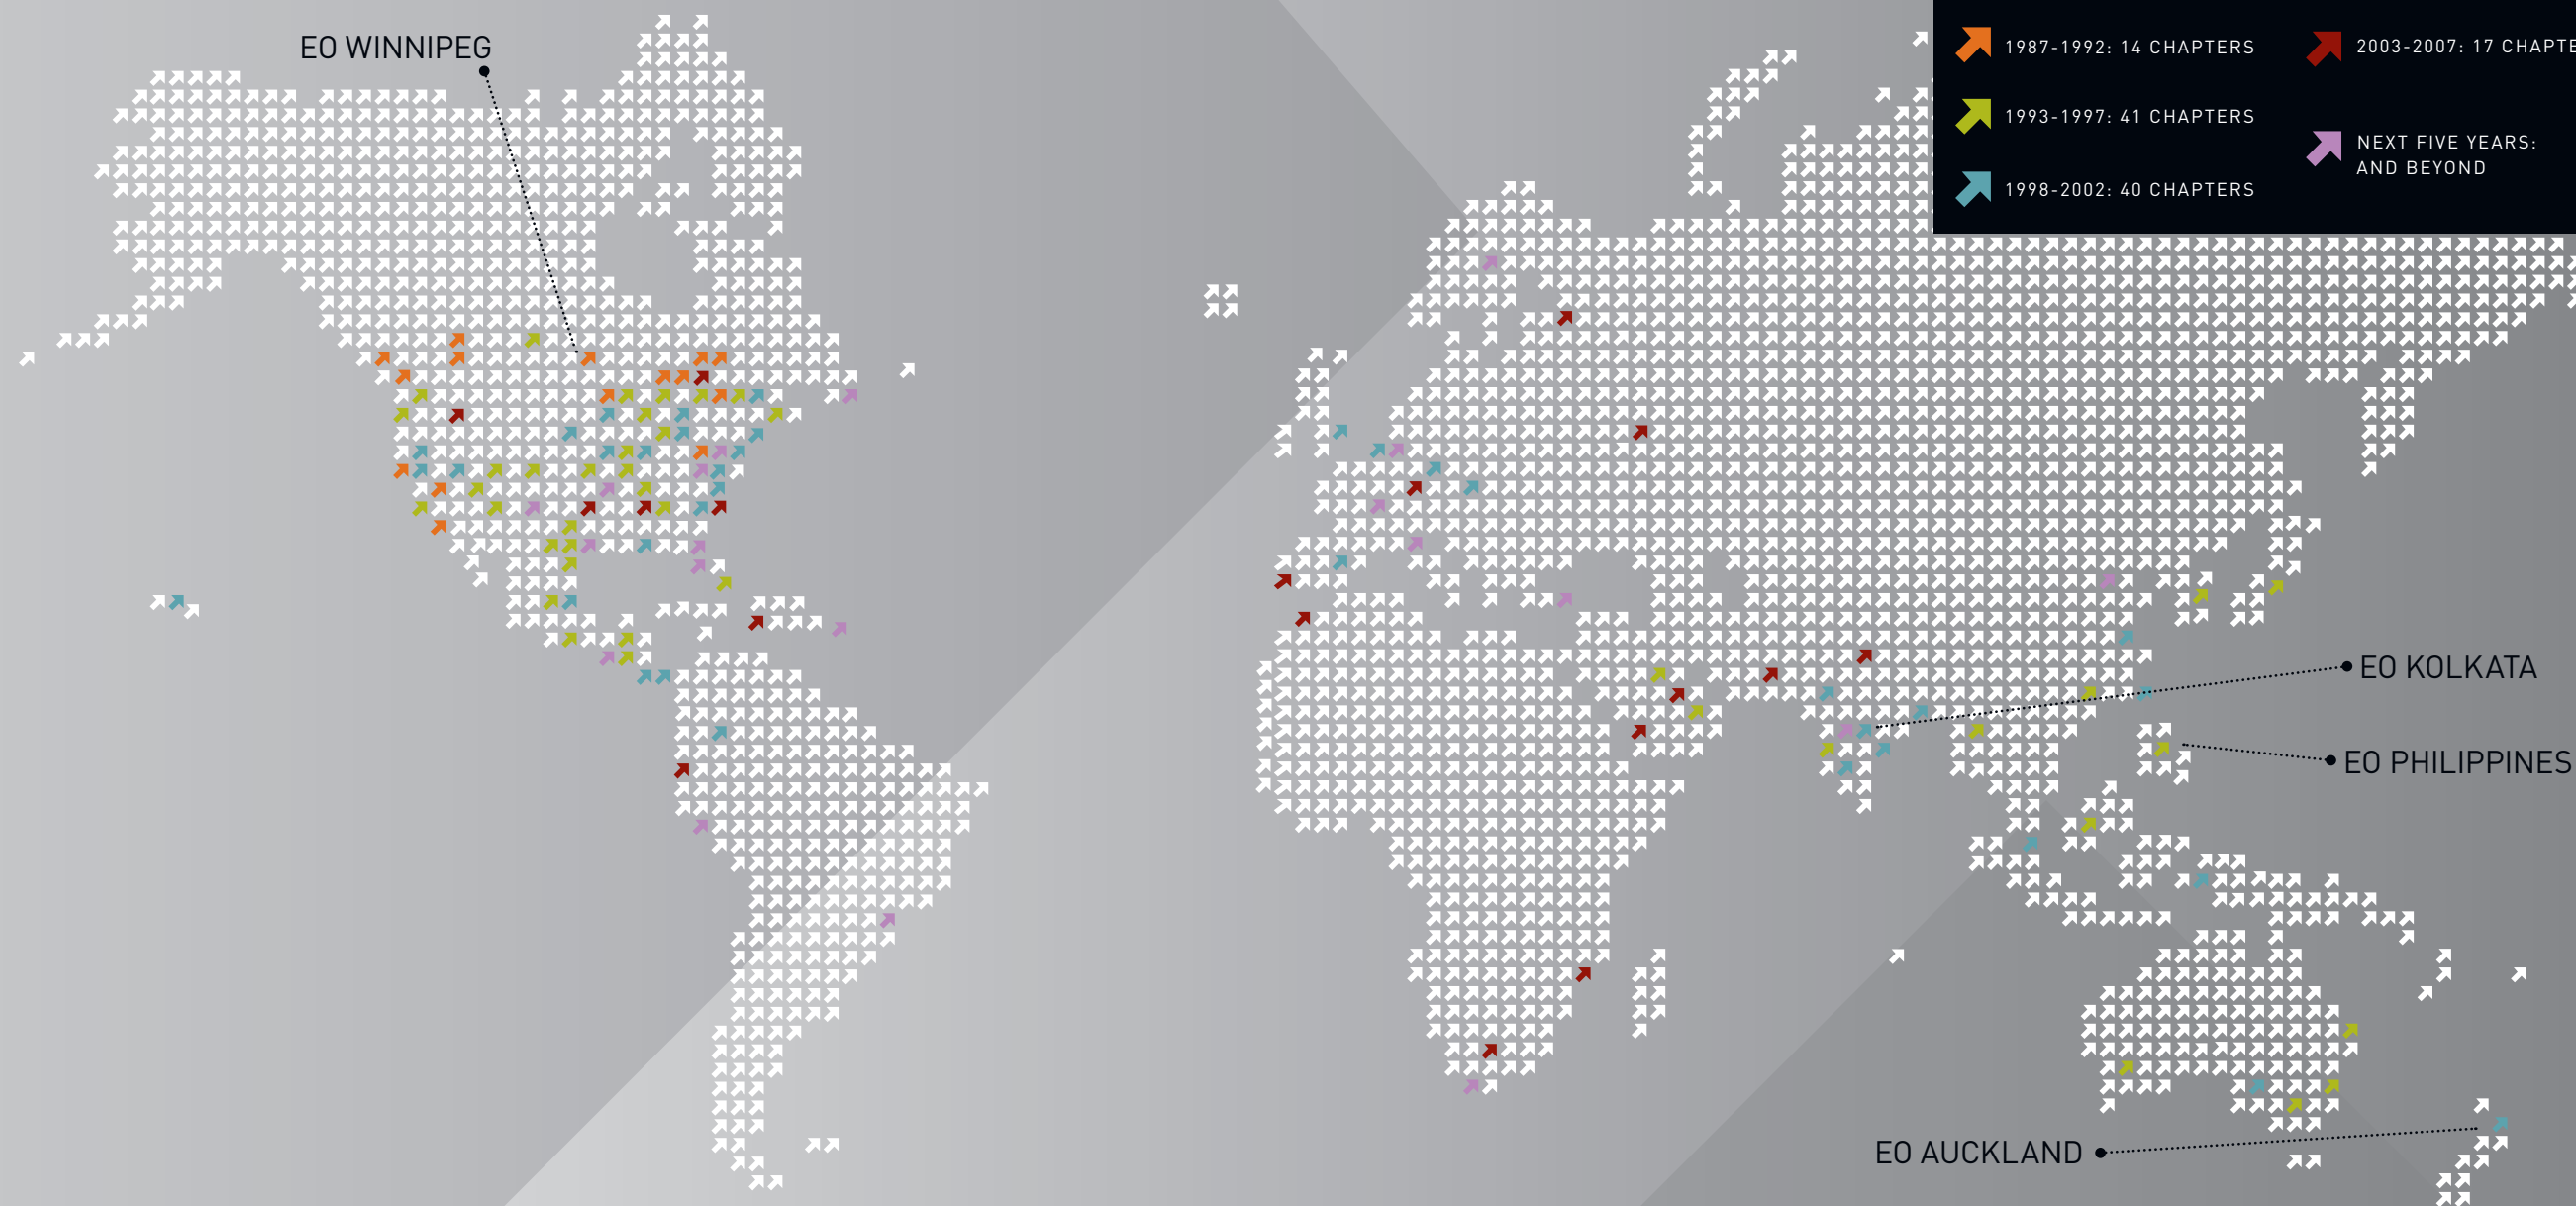 EO WINNIPEG
1987-1992: 14 CHAPTERS
1993-1997: 41 CHAPTERS
1998-2002: 40 CHAPTERS
2003-2007: 17 CHAPTE
NEXT FIVE YEARS:
AND BEYOND
EO KOLKATA
EO PHILIPPINES
EO AUCKLAND